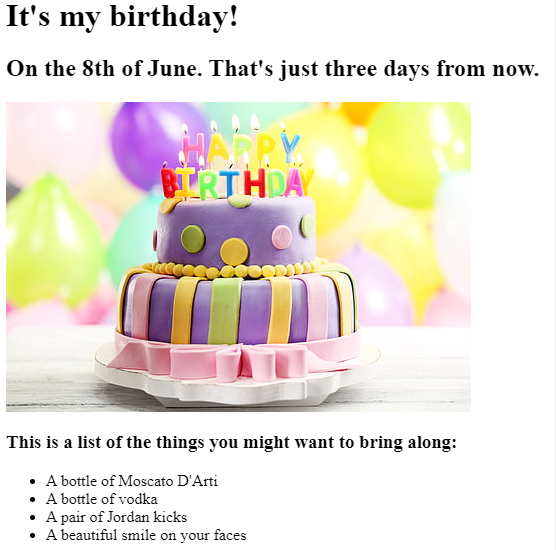 It's my birthday!
On the 8th of June. That's just three days from now.
HAPPY
BIRTHDAY
This is a list of the things you might want to bring along:
A bottle of Moscato D'Arti
A bottle of vodka
A pair of Jordan kicks
A beautiful smile on your faces